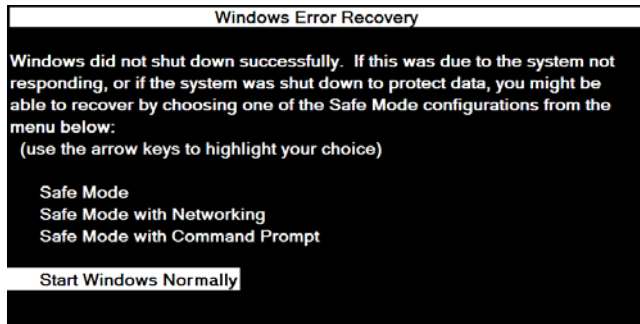 Windows Error Recovery
Windows did not shut down successfully.  If this was due to the system not
responding, or if the system was shut down to protect data, you might be
able to recover by choosing one of the Safe Mode configurations from the
menu below:
(use the arrow keys to highlight your choice)
Safe Mode
Safe Mode with Networking
Safe Mode with Command Prompt
Start Windows Normally